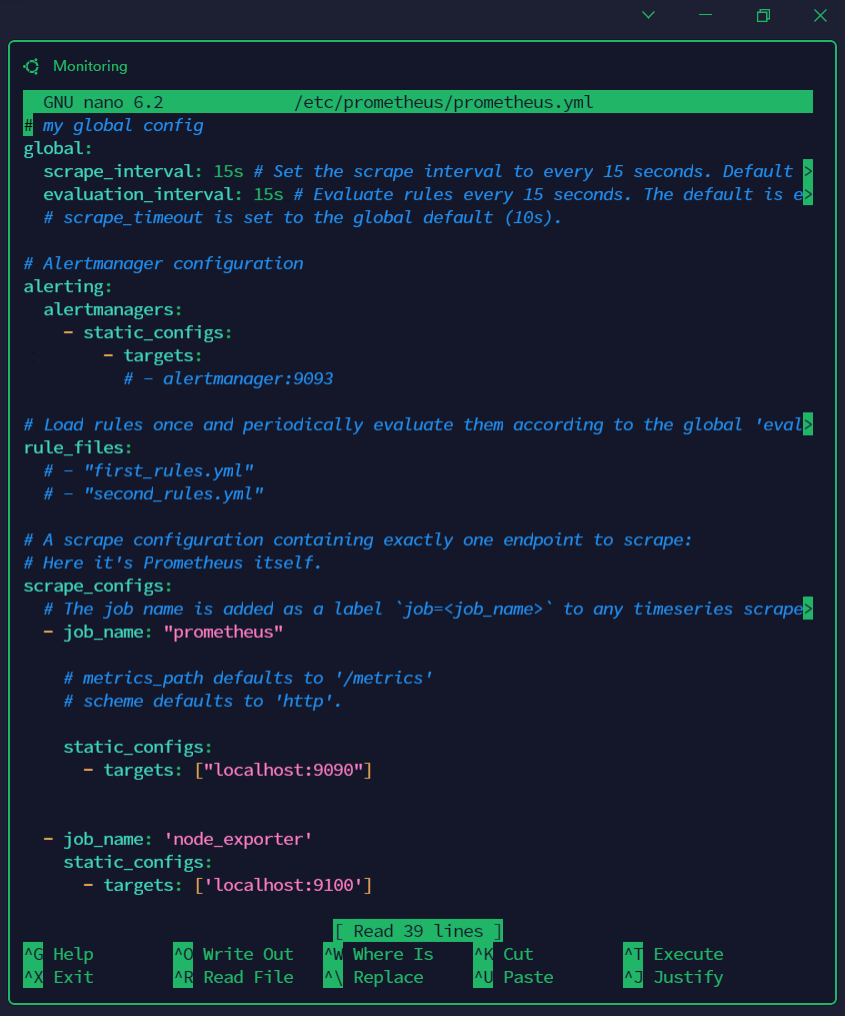 Monitoring
GNU nano 6.2 /etc/prometheus/prometheus.yml
# my global config
global:
  scrape_interval: 15s # Set the scrape interval to every 15 seconds. Default >
  evaluation_interval: 15s # Evaluate rules every 15 seconds. The default is e>
  # scrape_timeout is set to the global default (10s).

# Alertmanager configuration
alerting:
  alertmanagers:
    - static_configs:
        - targets:
          # - alertmanager:9093

# Load rules once and periodically evaluate them according to the global 'eval>
rule_files:
  # - "first_rules.yml"
  # - "second_rules.yml"

# A scrape configuration containing exactly one endpoint to scrape:
# Here it's Prometheus itself.
scrape_configs:
  # The job name is added as a label `job=<job_name>` to any timeseries scrape>
  - job_name: "prometheus"

    # metrics_path defaults to '/metrics'
    # scheme defaults to 'http'.

    static_configs:
      - targets: ["localhost:9090"]


  - job_name: 'node_exporter'
    static_configs:
      - targets: ['localhost:9100']

[ Read 39 lines ]
^G Help ^O Write Out ^W Where Is ^K Cut ^T Execute
^X Exit ^R Read File ^\ Replace ^U Paste ^J Justify